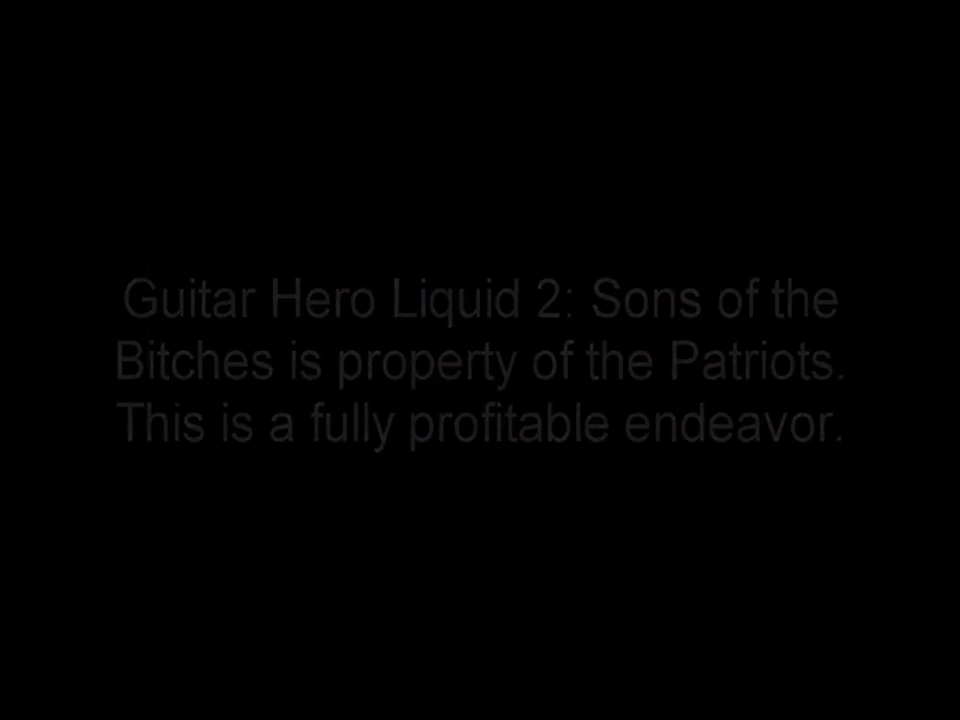 Guitar Hero Liquid 2: Sons of the
Bitches is property of the Patriots.
This is a fully profitable endeavor.